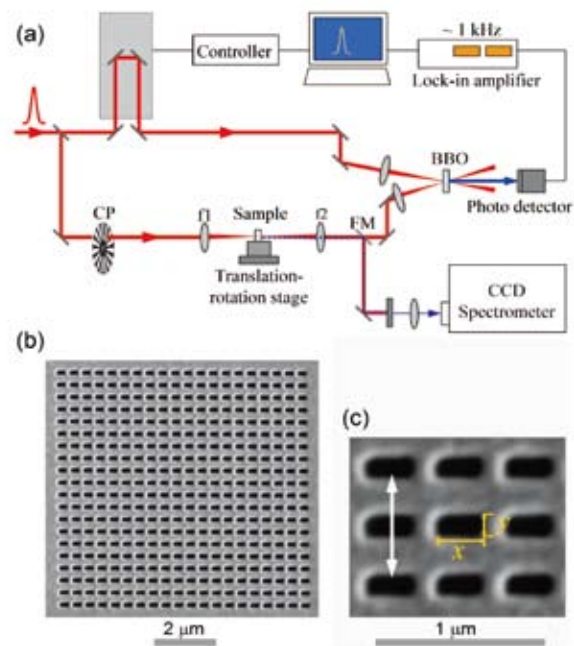 (a)
Controller
~ 1 kHz
Lock-in amplifier
BBO
Photo detector
CP
f1
Sample
f2
FM
Translation-
rotation stage
CCD
Spectrometer
(b)
2 μm
(c)
x
y
1 μm